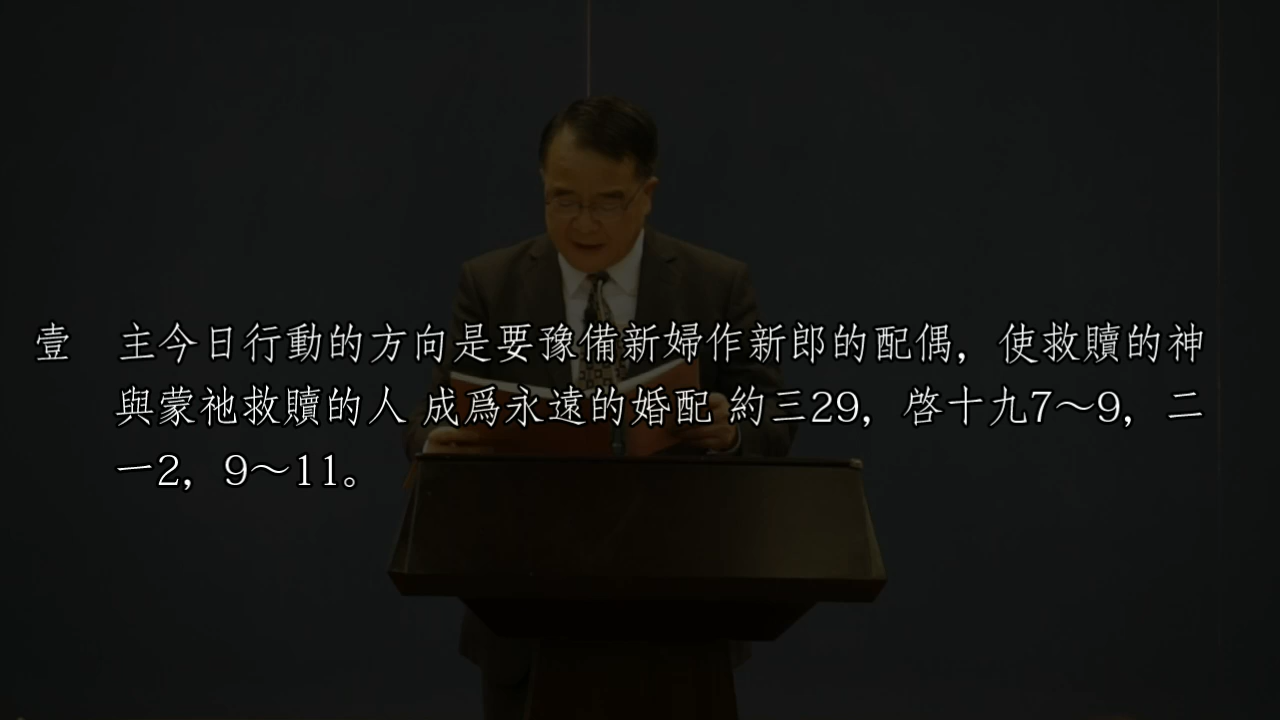 壹　主今日行動的方向是要豫備新婦作新郎的配偶，使救贖的神
與蒙祂救贖的人 成爲永遠的婚配 約三29，啓十九7～9，二
一2，9～11。